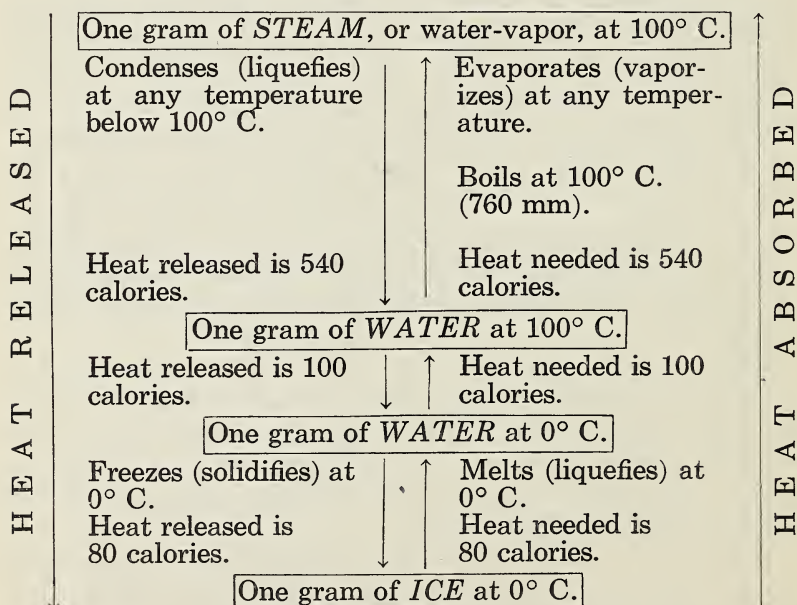 HEAT RELEASED
One gram of STEAM, or water-vapor, at 100° C.
Condenses (liquefies)
at any temperature
below 100° C.
Heat released is 540
calories.
Evaporates (vapor-
izes) at any temper-
ature.
Boils at 100° C.
(760 mm).
Heat needed is 540
calories.
One gram of WATER at 100° C.
Heat released is 100
calories.
Heat needed is 100
calories.
One gram of WATER at 0° C.
Freezes (solidifies) at
0° C.
Heat released is
80 calories.
Melts (liquefies) at
0° C.
Heat needed is
80 calories.
One gram of ICE at 0° C.
HEAT ABSORBED